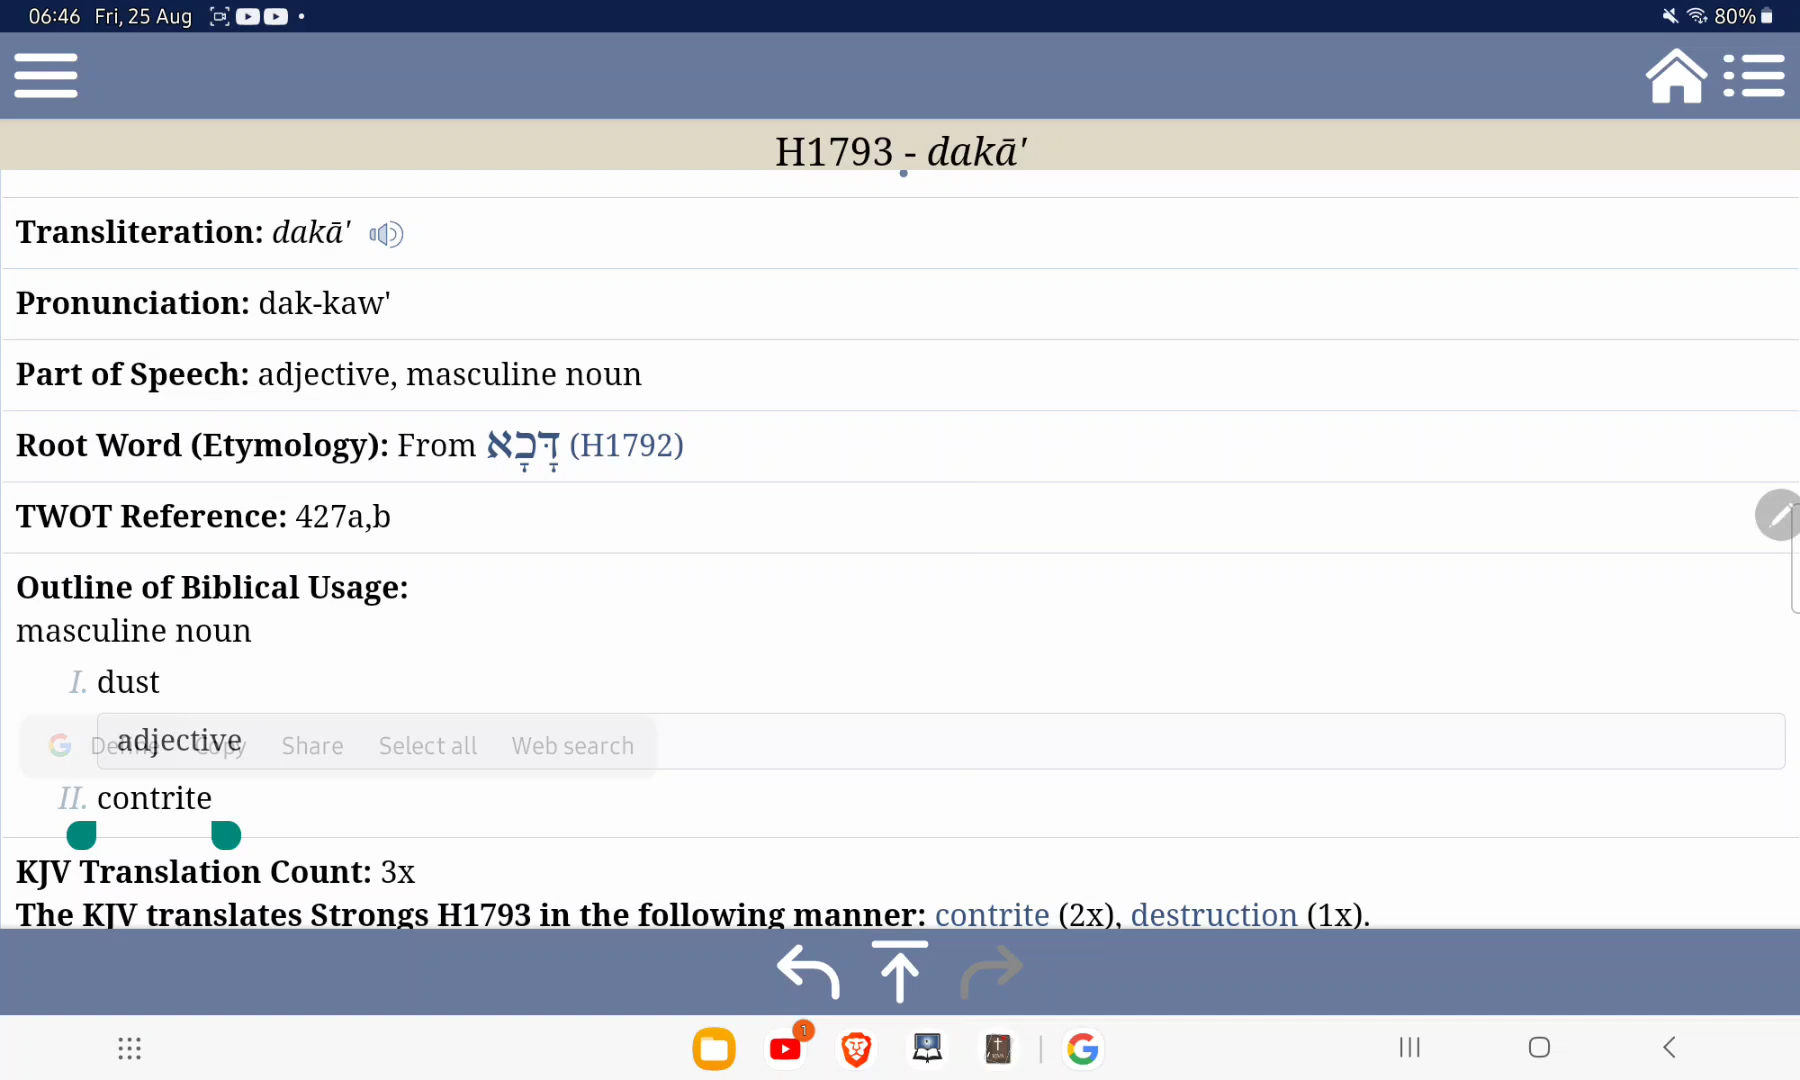 06:46 Fri, 25 Aug
80%
H1793 - dakā'
Transliteration: dakā'
Pronunciation: dak-kaw'
Part of Speech: adjective, masculine noun
Root Word (Etymology): From דָּכָא (H1792)
TWOT Reference: 427a,b
Outline of Biblical Usage:
masculine noun
I. dust
adjective
Define Copy Share Select all Web search
II. contrite
KJV Translation Count: 3x
The KJV translates Strongs H1793 in the following manner: contrite (2x), destruction (1x).
1